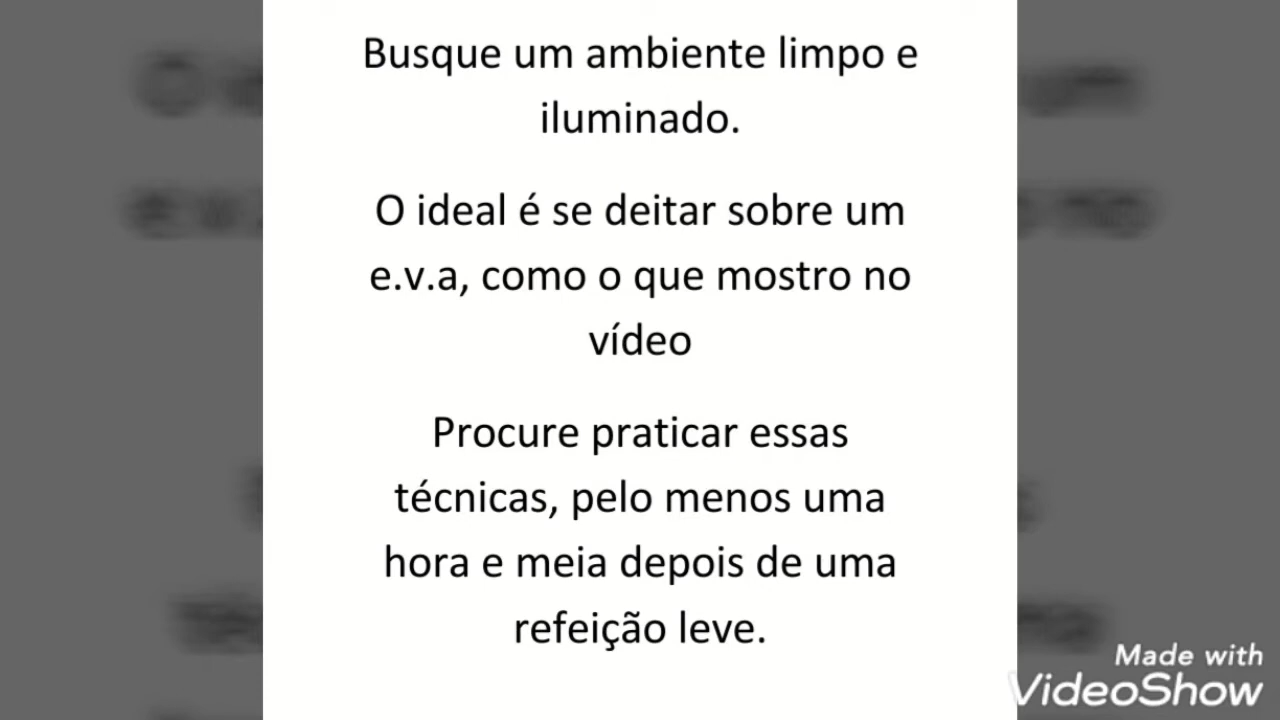 Busque um ambiente limpo e
iluminado.
O ideal é se deitar sobre um
e.v.a, como o que mostro no
vídeo
Procure praticar essas
técnicas, pelo menos uma
hora e meia depois de uma
refeição leve.
Made with
VideoShow